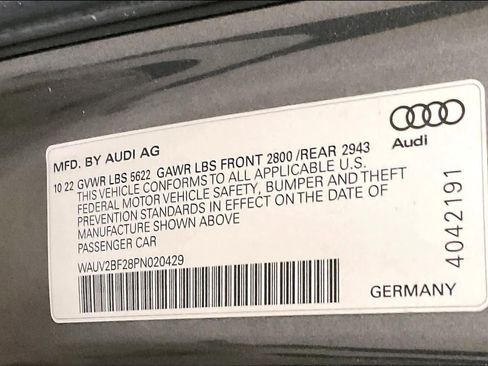 MFD. BY AUDI AG
10 22 GVWR LBS 5622 GAWR LBS FRONT 2800 /REAR 2943
THIS VEHICLE CONFORMS TO ALL APPLICABLE U.S.
FEDERAL MOTOR VEHICLE SAFETY, BUMPER AND THEFT
PREVENTION STANDARDS IN EFFECT ON THE DATE OF
MANUFACTURE SHOWN ABOVE
PASSENGER CAR
WAUV2BF28PN020429
Audi
4042191
GERMANY